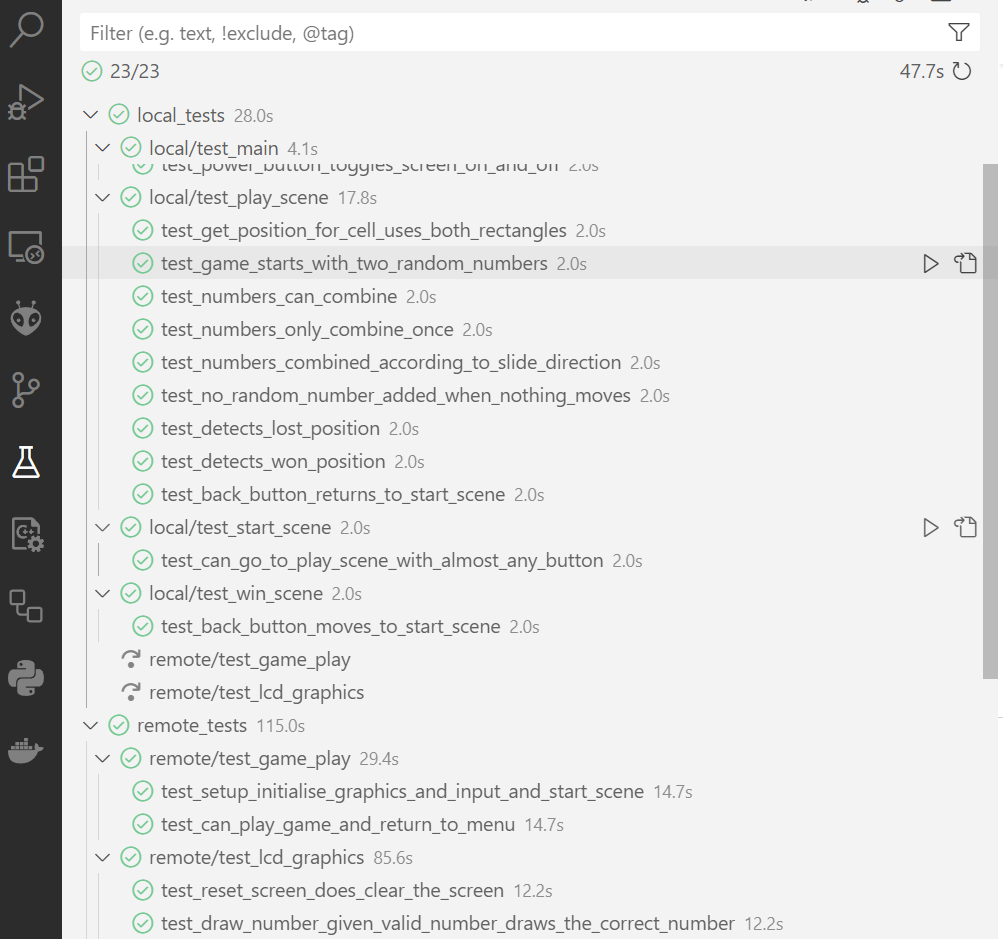 Filter (e.g. text, !exclude, @tag)
23/23 47.7s
local_tests 28.0s
local/test_main 4.1s
test_power_button_toggles_screen_on_and_off 2.0s
local/test_play_scene 17.8s
test_get_position_for_cell_uses_both_rectangles 2.0s
test_game_starts_with_two_random_numbers 2.0s
test_numbers_can_combine 2.0s
test_numbers_only_combine_once 2.0s
test_numbers_combined_according_to_slide_direction 2.0s
test_no_random_number_added_when_nothing_moves 2.0s
test_detects_lost_position 2.0s
test_detects_won_position 2.0s
test_back_button_returns_to_start_scene 2.0s
local/test_start_scene 2.0s
test_can_go_to_play_scene_with_almost_any_button 2.0s
local/test_win_scene 2.0s
test_back_button_moves_to_start_scene 2.0s
remote/test_game_play
remote/test_lcd_graphics
remote_tests 115.0s
remote/test_game_play 29.4s
test_setup_initialise_graphics_and_input_and_start_scene 14.7s
test_can_play_game_and_return_to_menu 14.7s
remote/test_lcd_graphics 85.6s
test_reset_screen_does_clear_the_screen 12.2s
test_draw_number_given_valid_number_draws_the_correct_number 12.2s